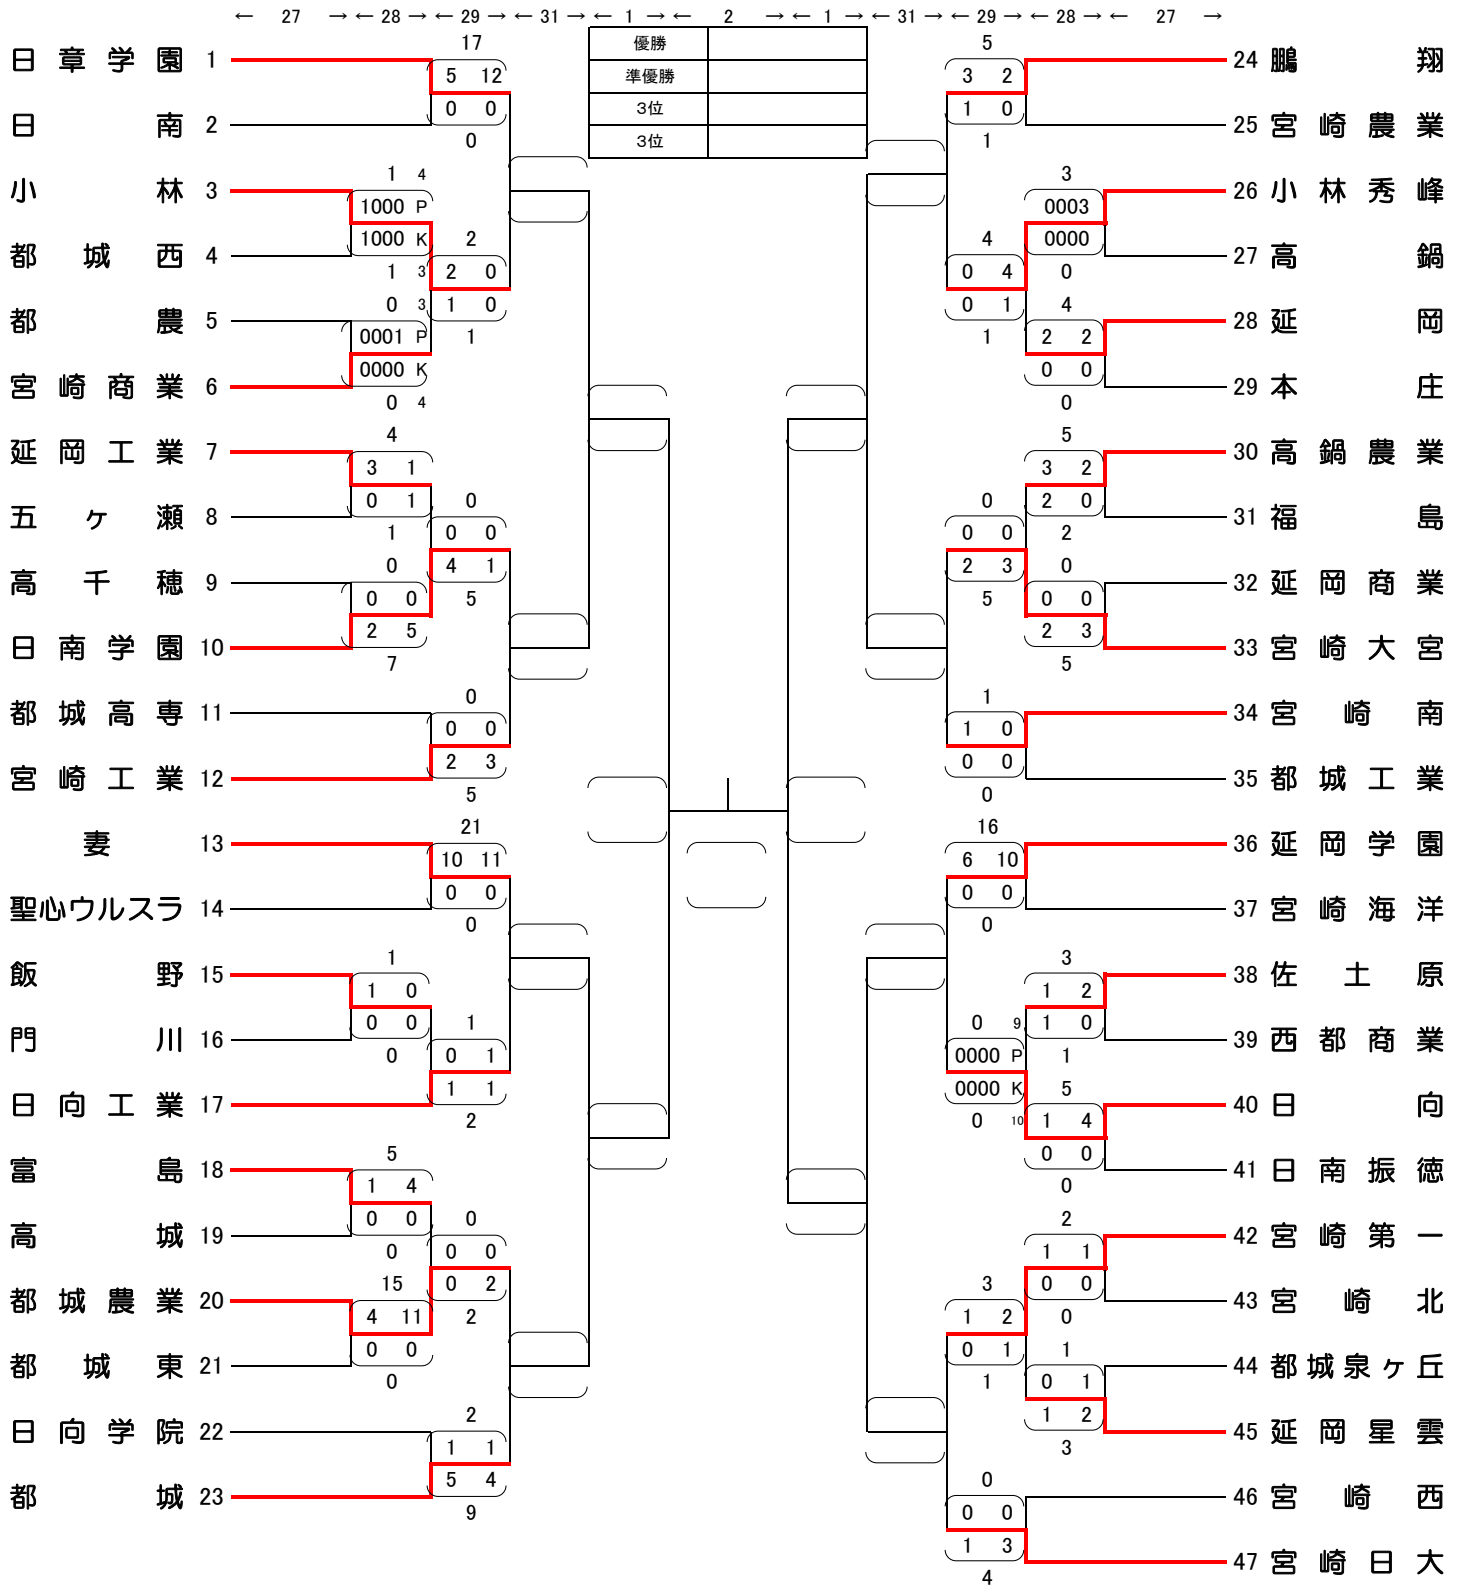 ← 27 → ← 28 → ← 29 → ← 31 → ← 1 → ← 2 → ← 1 → ← 31 → ← 29 → ← 28 → ← 27 →
優勝
準優勝
3位
3位
日章学園 1
17
5 12
0 0
0
日南 2
1 4
小林 3
1000 P
1000 K
都城西 4
1 3
2
2 0
1 0
1
0 3
都農 5
0001 P
0000 K
宮崎商業 6
0 4
4
延岡工業 7
3 1
0 1
五ヶ瀬 8
1
0
0 0
4 1
5
0
高千穂 9
0 0
2 5
日南学園 10
7
0
都城高専 11
0 0
2 3
宮崎工業 12
5
21
妻 13
10 11
0 0
聖心ウルスラ 14
0
1
飯野 15
1 0
0 0
門川 16
0
1
0 1
1 1
日向工業 17
2
5
富島 18
1 4
0 0
高城 19
0
0
0 0
0 2
2
15
都城農業 20
4 11
0 0
都城東 21
0
2
日向学院 22
1 1
5 4
都城 23
9
5
24 鵬翔
3 2
1 0
25 宮崎農業
1
3
26 小林秀峰
0003
0000
27 高鍋
0
4
0 4
0 1
1
4
28 延岡
2 2
0 0
29 本庄
0
5
30 高鍋農業
3 2
2 0
31 福島
2
0
0 0
2 3
5
0
32 延岡商業
0 0
2 3
33 宮崎大宮
5
1
34 宮崎南
1 0
0 0
35 都城工業
0
16
36 延岡学園
6 10
0 0
37 宮崎海洋
0
3
38 佐土原
1 2
1 0
39 西都商業
1
0 9
0000 P
0000 K
0 10
5
40 日向
1 4
0 0
41 日南振徳
0
2
42 宮崎第一
1 1
0 0
43 宮崎北
0
3
1 2
0 1
1
1
44 都城泉ヶ丘
0 1
1 2
45 延岡星雲
3
0
46 宮崎西
0 0
1 3
47 宮崎日大
4